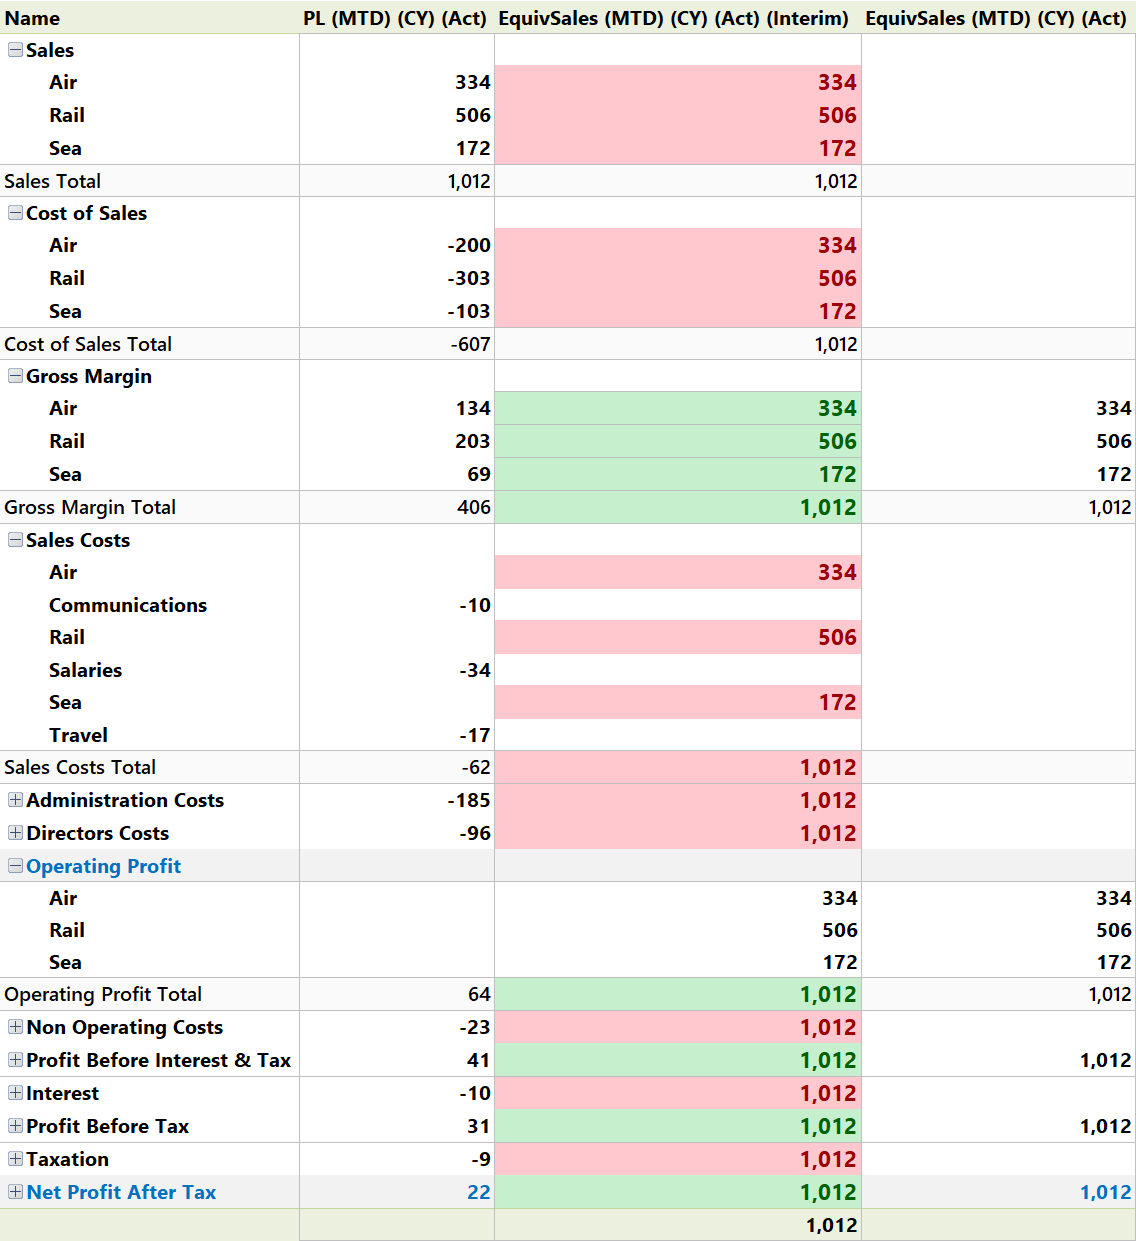 Name PL (MTD) (CY) (Act) EquivSales (MTD) (CY) (Act) (Interim) EquivSales (MTD) (CY) (Act)
Sales
Air 334 334
Rail 506 506
Sea 172 172
Sales Total 1,012 1,012
Cost of Sales
Air -200 334
Rail -303 506
Sea -103 172
Cost of Sales Total -607 1,012
Gross Margin
Air 134 334 334
Rail 203 506 506
Sea 69 172 172
Gross Margin Total 406 1,012 1,012
Sales Costs
Air 334
Communications -10
Rail 506
Salaries -34
Sea 172
Travel -17
Sales Costs Total -62 1,012
Administration Costs -185 1,012
Directors Costs -96 1,012
Operating Profit
Air 334 334
Rail 506 506
Sea 172 172
Operating Profit Total 64 1,012 1,012
Non Operating Costs -23 1,012
Profit Before Interest & Tax 41 1,012 1,012
Interest -10 1,012
Profit Before Tax 31 1,012 1,012
Taxation -9 1,012
Net Profit After Tax 22 1,012 1,012
1,012